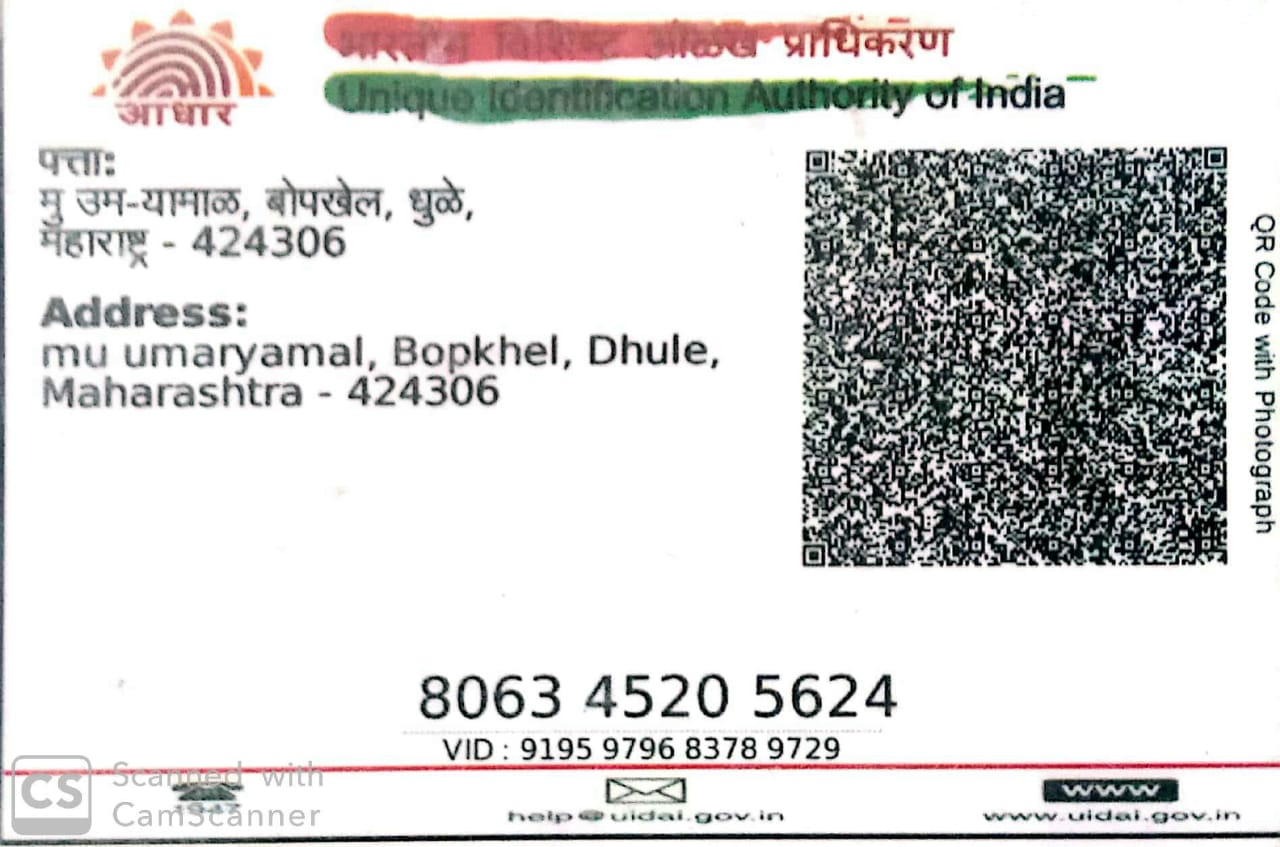 आधार
भारतीय विशिष्ट ओळख प्राधिकरण
Unique Identification Authority of India
पत्ता:
मु उम-यामाळ, बोपखेल, धुळे,
महाराष्ट्र - 424306
Address:
mu umaryamal, Bopkhel, Dhule,
Maharashtra - 424306
QR Code with Photograph
8063 4520 5624
VID : 9195 9796 8378 9729
1947
help@uidai.gov.in
www
www.uidai.gov.in
CS
Scanned with
CamScanner